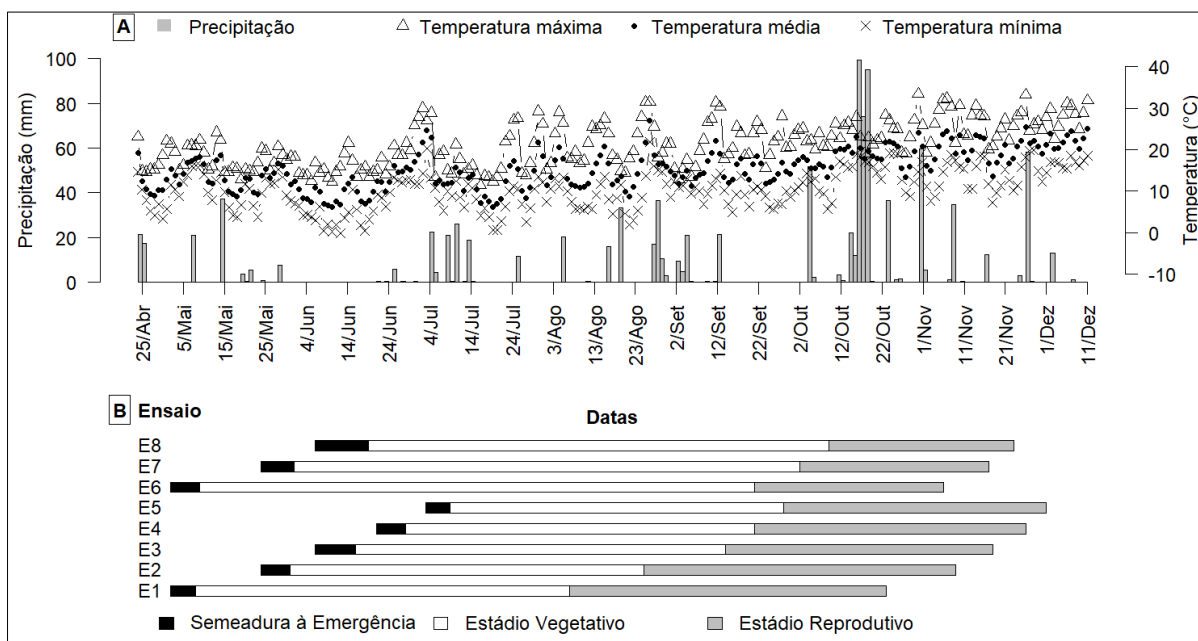 A Precipitação Temperatura máxima Temperatura média Temperatura mínima
Precipitação (mm)
100
80
60
40
20
0
Temperatura (°C)
40
30
20
10
0
-10
25/Abr 5/Mai 15/Mai 25/Mai 4/Jun 14/Jun 24/Jun 4/Jul 14/Jul 24/Jul 3/Ago 13/Ago 23/Ago 2/Set 12/Set 22/Set 2/Out 12/Out 22/Out 1/Nov 11/Nov 21/Nov 1/Dez 11/Dez
B Ensaio Datas
E8
E7
E6
E5
E4
E3
E2
E1
Semeadura à Emergência Estádio Vegetativo Estádio Reprodutivo